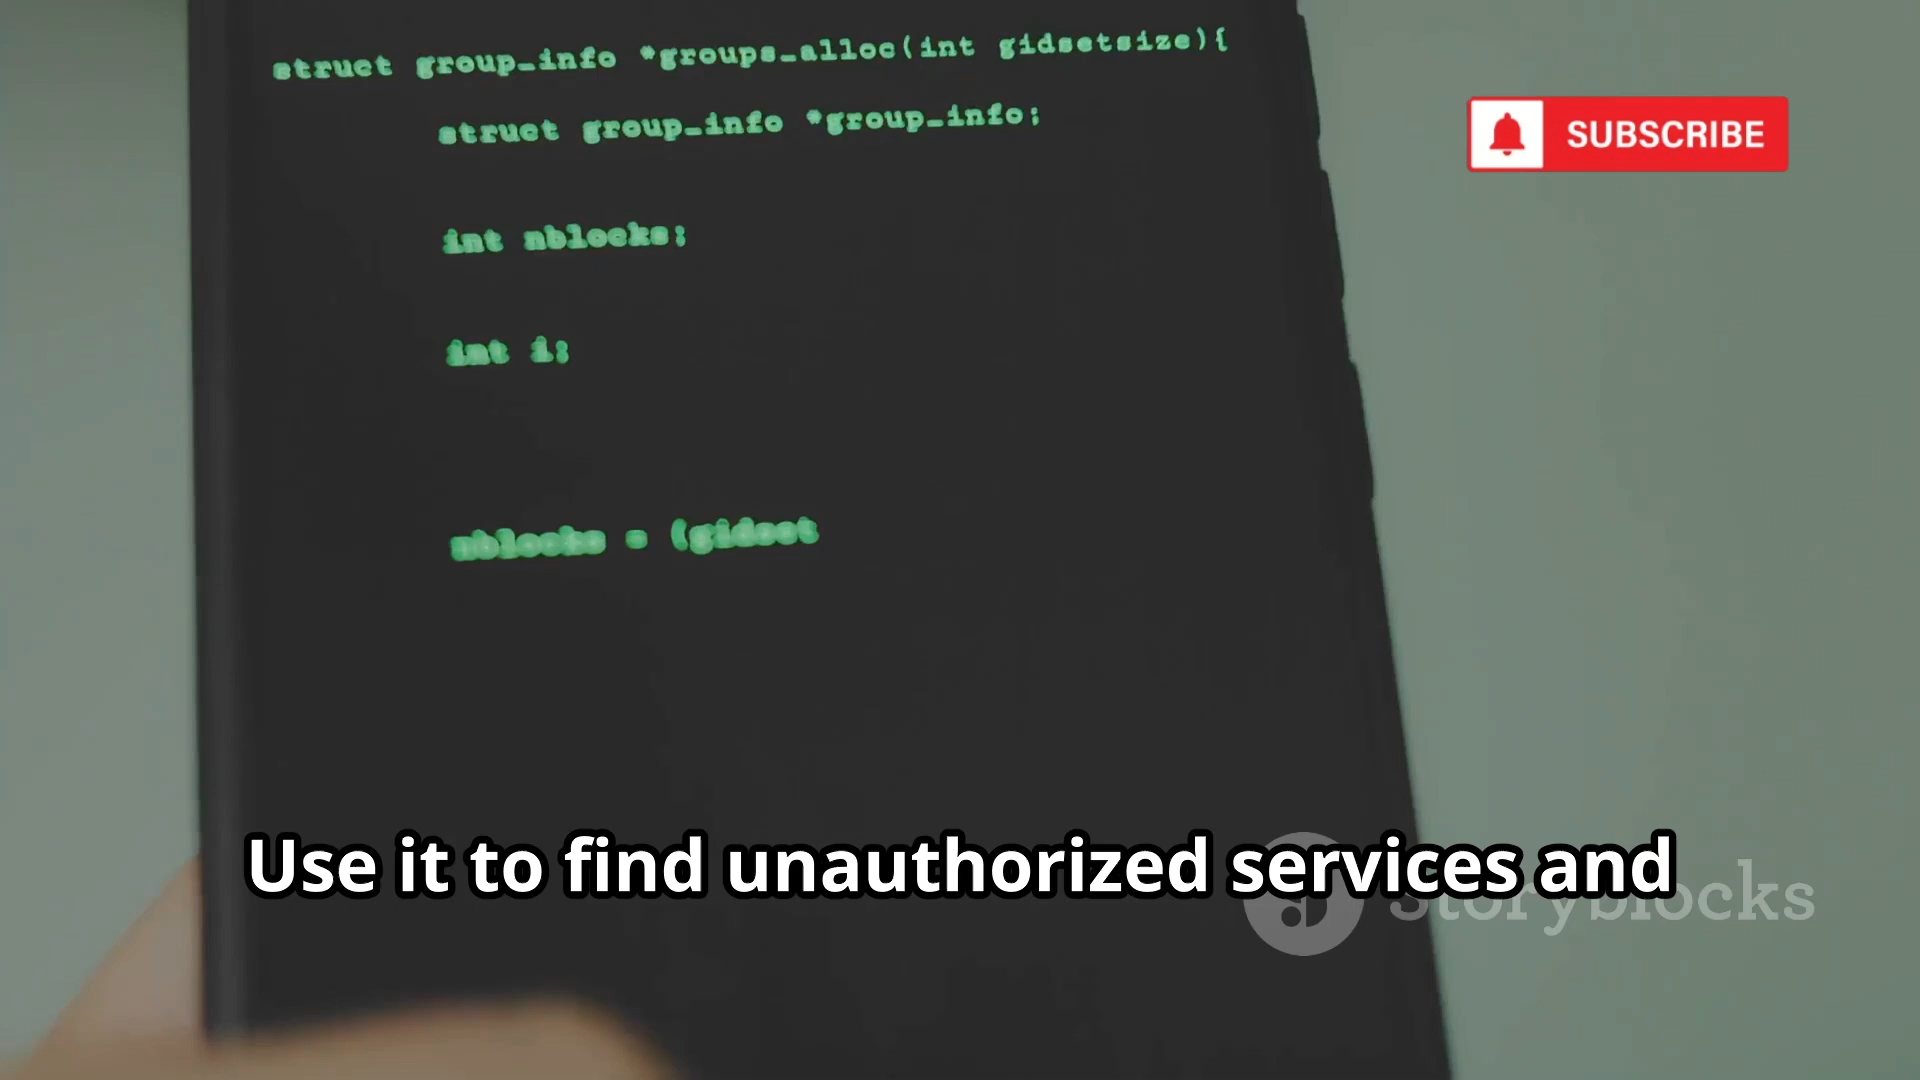 struct group_info *groups_alloc(int gidsetsize){
struct group_info *group_info;
SUBSCRIBE
int nblocks;
int i;
nblocks = (gidset
Use it to find unauthorized services and
Storyblocks